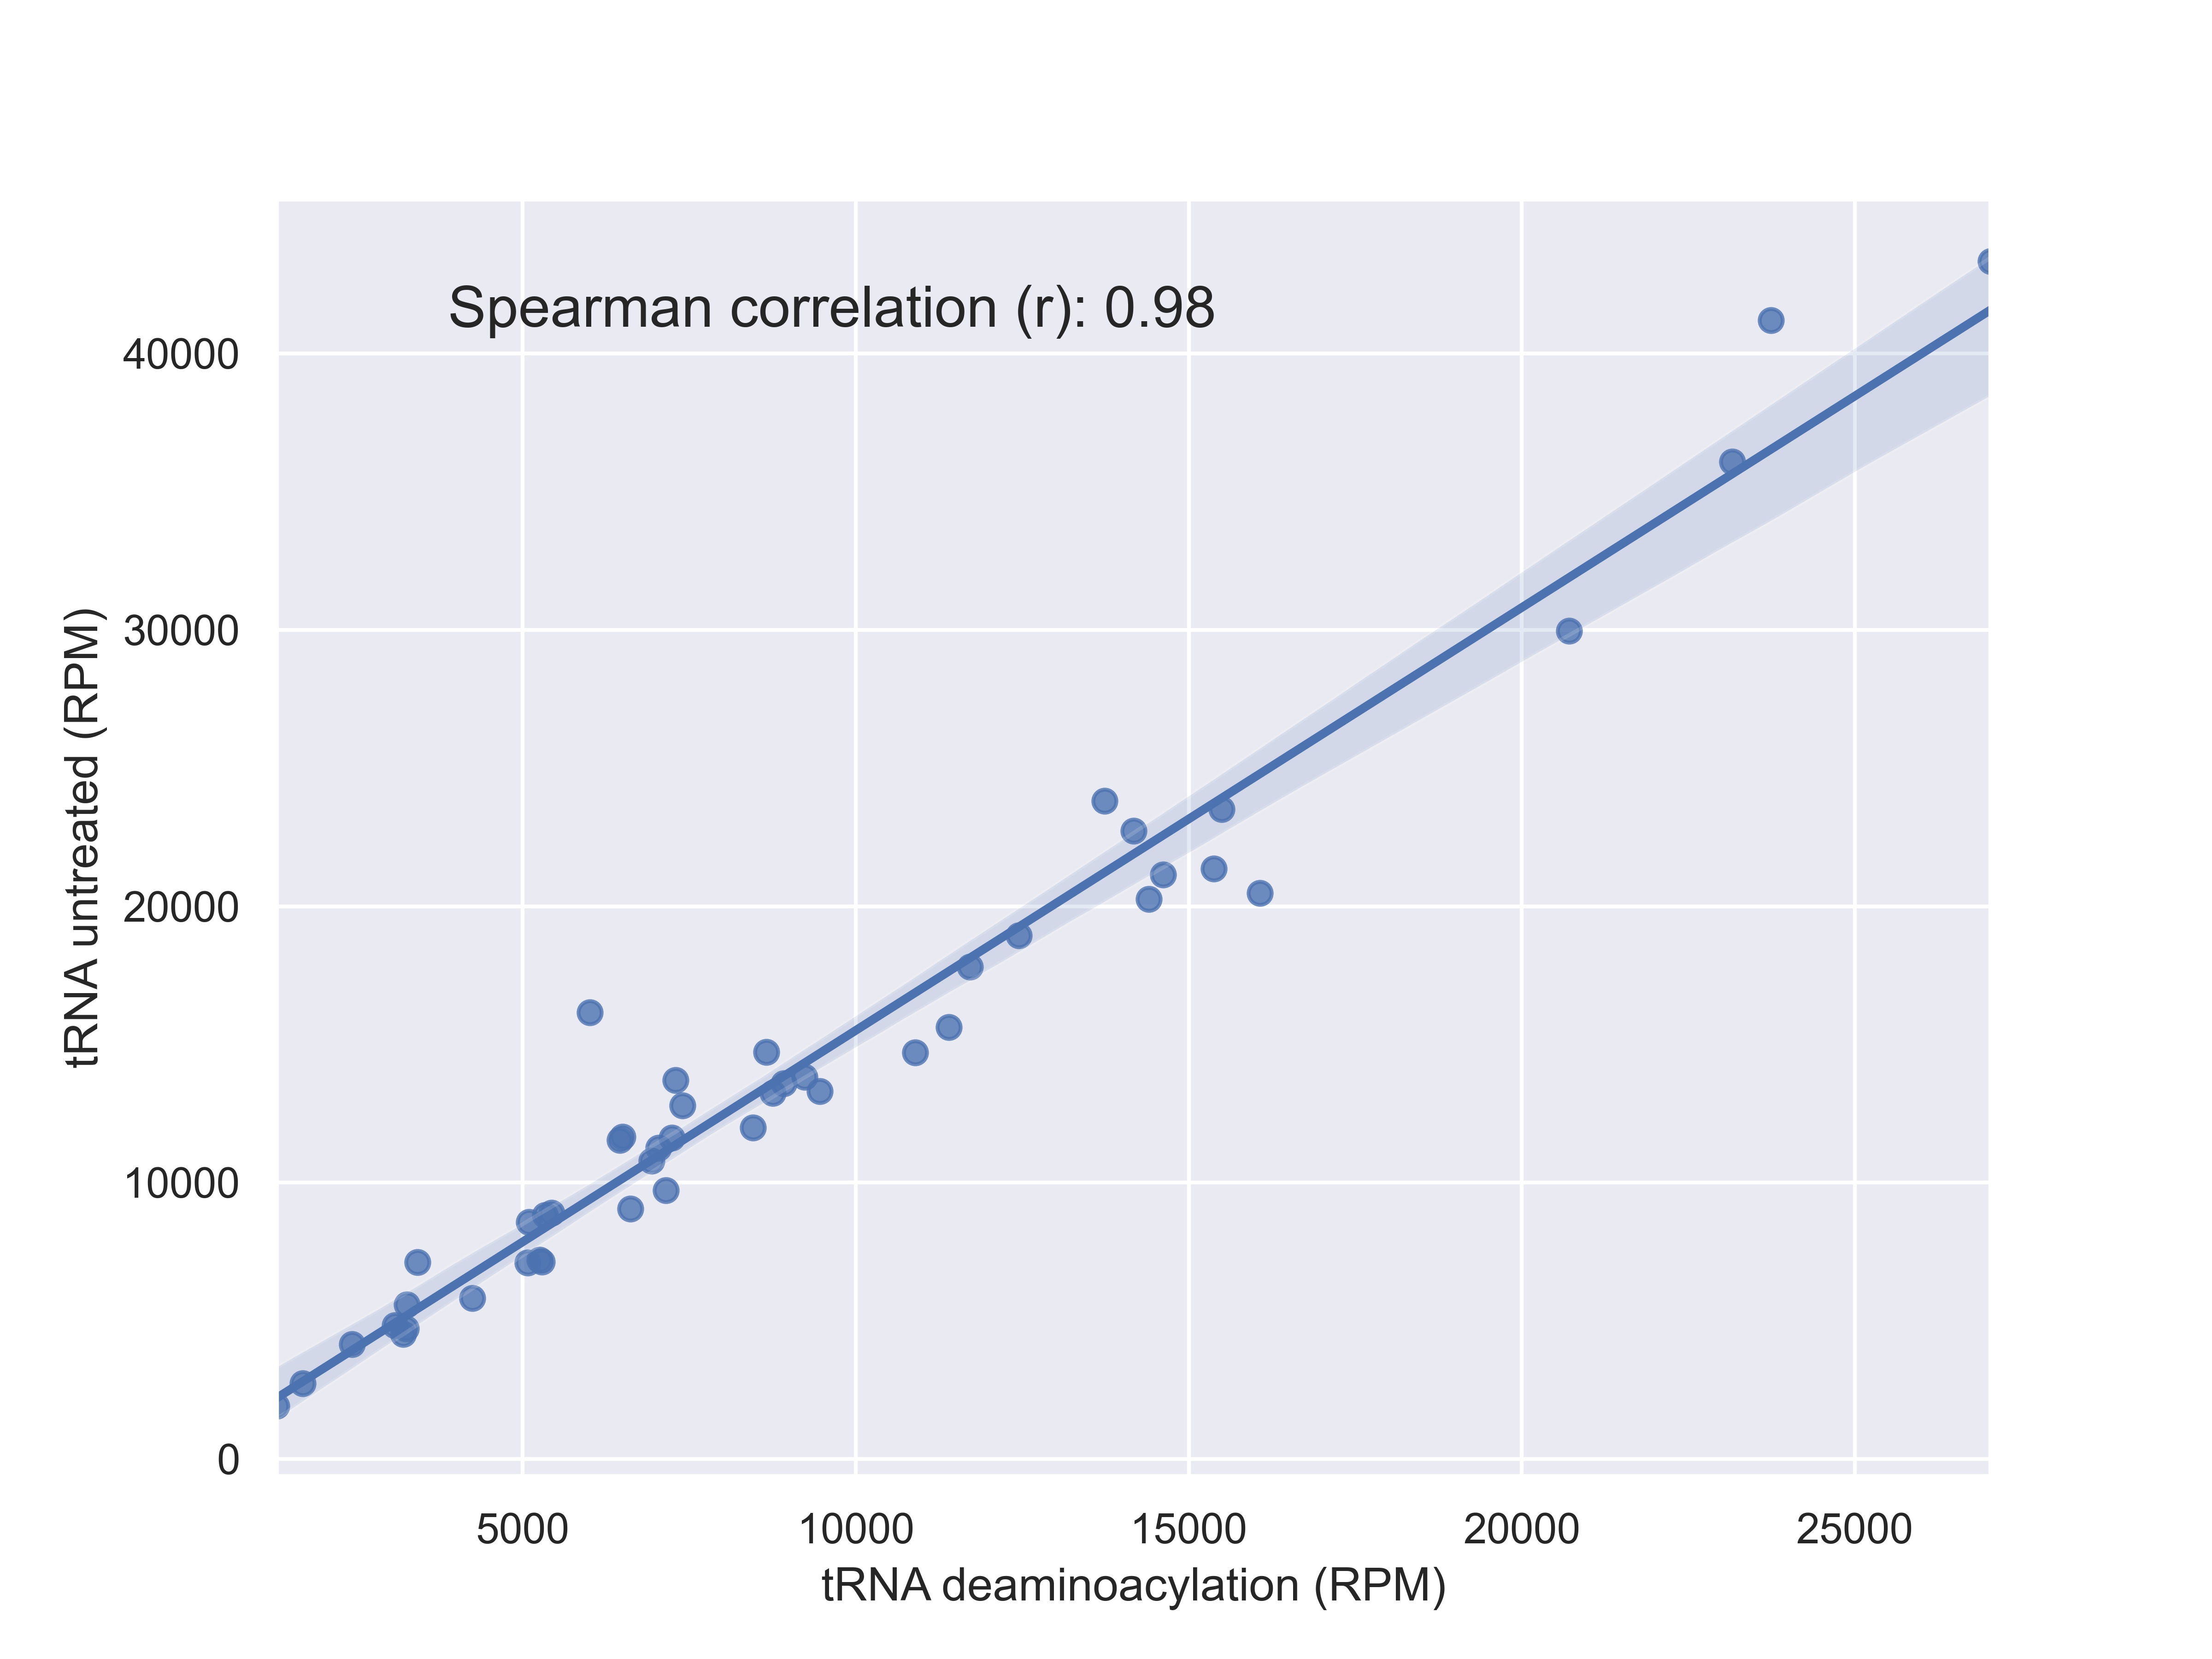 Spearman correlation (r): 0.98
tRNA untreated (RPM)
40000
30000
20000
10000
0
5000 10000 15000 20000 25000
tRNA deaminoacylation (RPM)